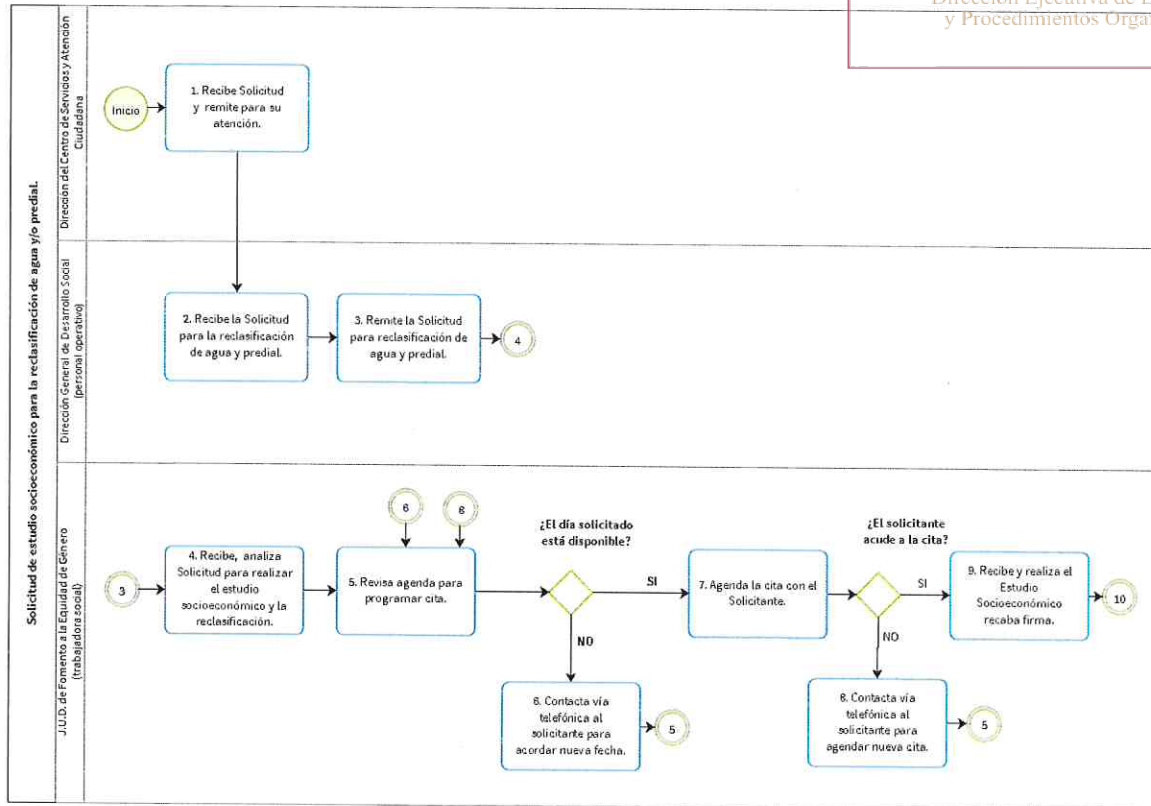 Dirección Ejecutiva de
y Procedimientos Orga
Solicitud de estudio socioeconómico para la reclasificación de agua y/o predial.
Dirección del Centro de Servicios y Atención
Ciudadana
Inicio
1. Recibe Solicitud
y remite para su
atención.
Dirección General de Desarrollo Social
(personal operativo)
2. Recibe la Solicitud
para la reclasificación
de agua y predial.
3. Remite la Solicitud
para reclasificación de
agua y predial.
4
J.U.D. de Fomento a la Equidad de Género
(trabajadora social)
3
4. Recibe, analiza
Solicitud para realizar
el estudio
socioeconómico y la
reclasificación.
6
8
5. Revisa agenda para
programar cita.
¿El día solicitado
está disponible?
SI
NO
6. Contacta vía
telefónica al
solicitante para
acordar nueva fecha.
5
7. Agenda la cita con el
Solicitante.
¿El solicitante
acude a la cita?
SI
NO
8. Contacta vía
telefónica al
solicitante para
agendar nueva cita.
5
9. Recibe y realiza el
Estudio
Socioeconómico
recaba firma.
10